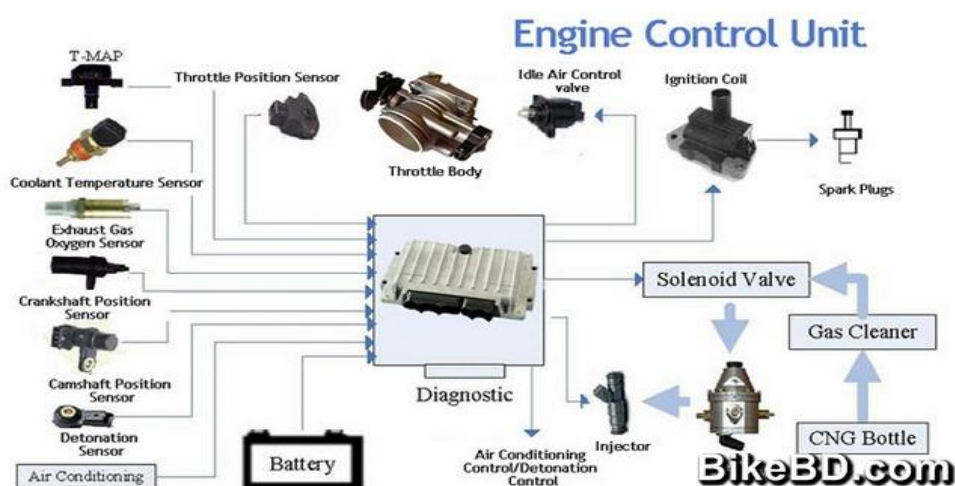 Engine Control Unit
T-MAP
Throttle Position Sensor
Idle Air Control
valve
Ignition Coil
Throttle Body
Spark Plugs
Coolant Temperature Sensor
Exhaust Gas
Oxygen Sensor
Crankshaft Position
Sensor
Camshaft Position
Sensor
Detonation
Sensor
Air Conditioning
Battery
Diagnostic
Solenoid Valve
Gas Cleaner
CNG Bottle
Injector
Air Conditioning
Control/Detonation
Control
BikeBD.com